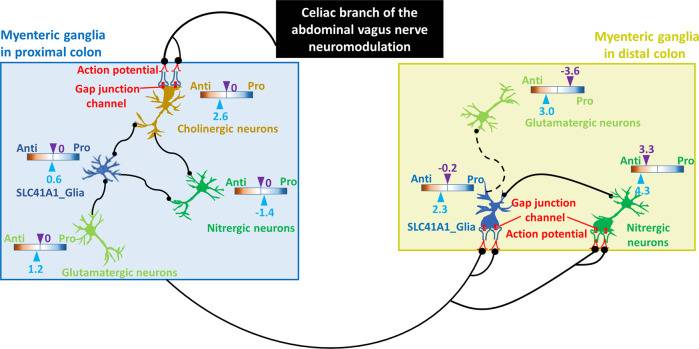 Celiac branch of the
abdominal vagus nerve
neuromodulation
Myenteric ganglia
in proximal colon
Action potential
Gap junction
channel
Anti Pro
0
2.6
Cholinergic neurons
Anti Pro
0
0.6
SLC41A1_Glia
Anti Pro
0
-1.4
Nitrergic neurons
Anti Pro
0
1.2
Glutamatergic neurons
Myenteric ganglia
in distal colon
-3.6
Anti
Pro
3.0
Glutamatergic neurons
Anti Pro
-0.2
2.3
SLC41A1_Glia
Gap junction
channel
Action potential
3.3
Anti Pro
4.3
Nitrergic
neurons